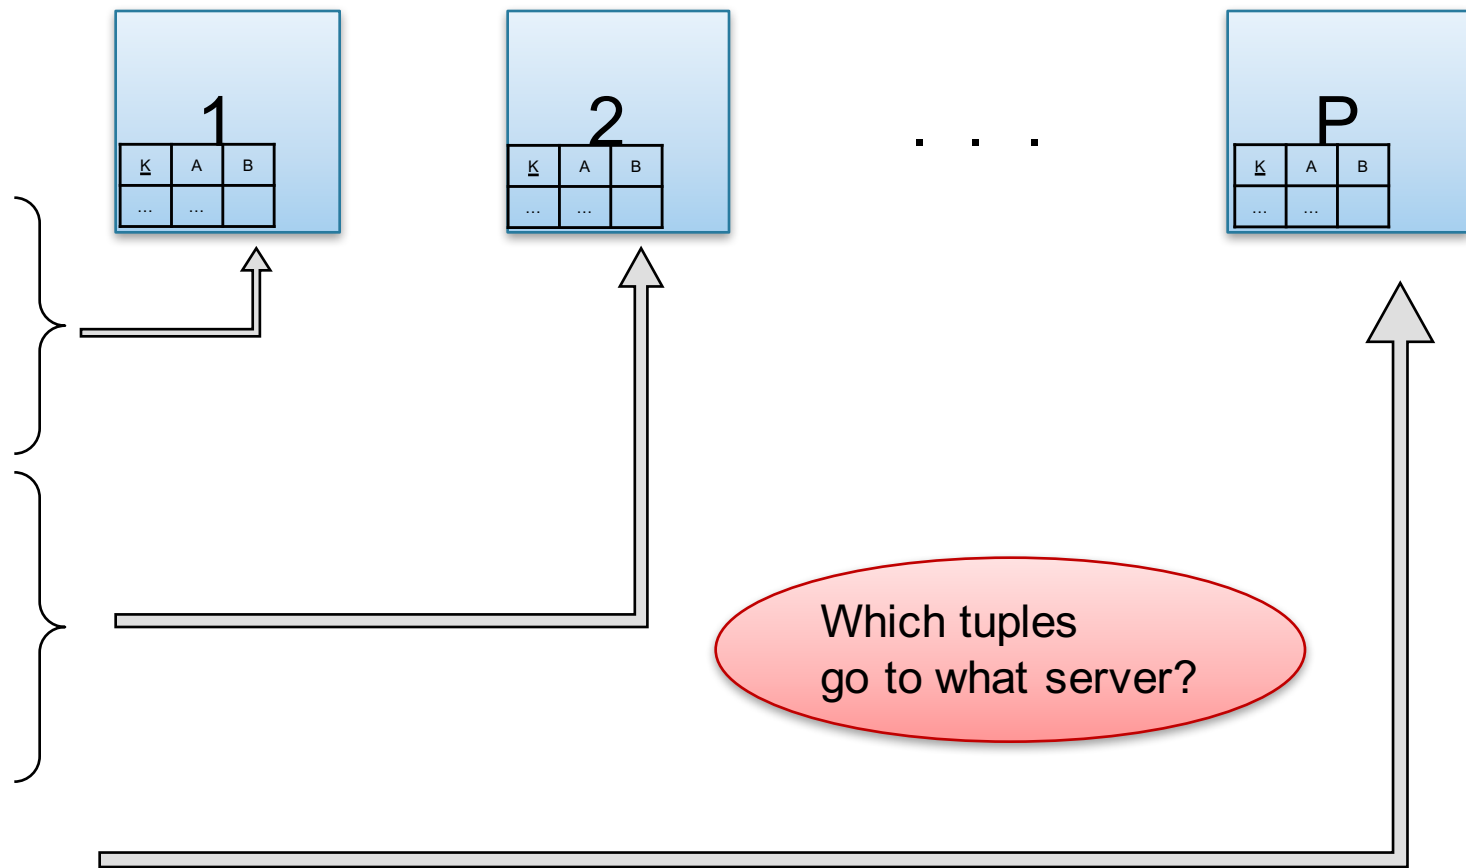 1
2
. . .
P
K A B
... ...
K A B
... ...
K A B
... ...
Which tuples
go to what server?